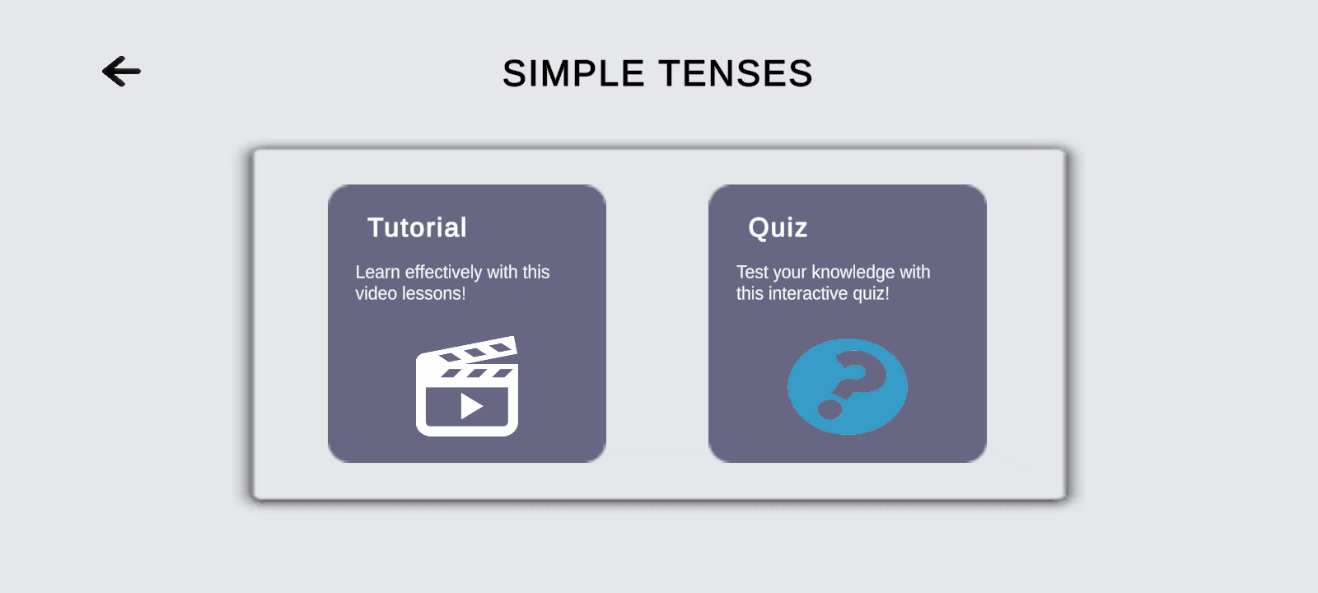 SIMPLE TENSES
Tutorial
Learn effectively with this
video lessons!
Quiz
Test your knowledge with
this interactive quiz!
?